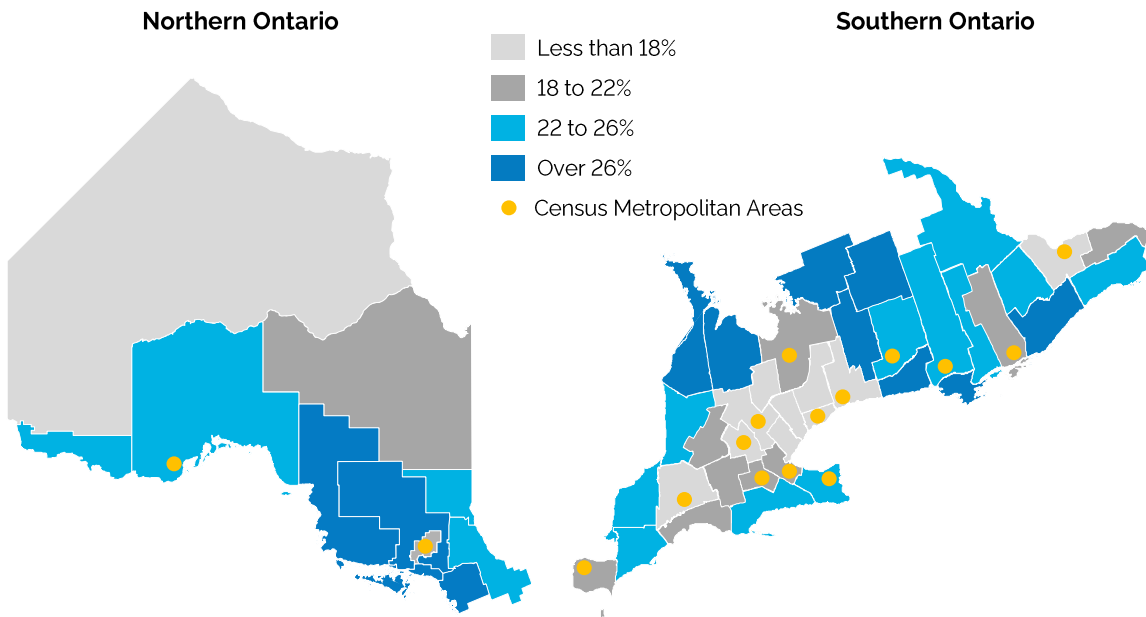 Northern Ontario
Southern Ontario
Less than 18%
18 to 22%
22 to 26%
Over 26%
Census Metropolitan Areas